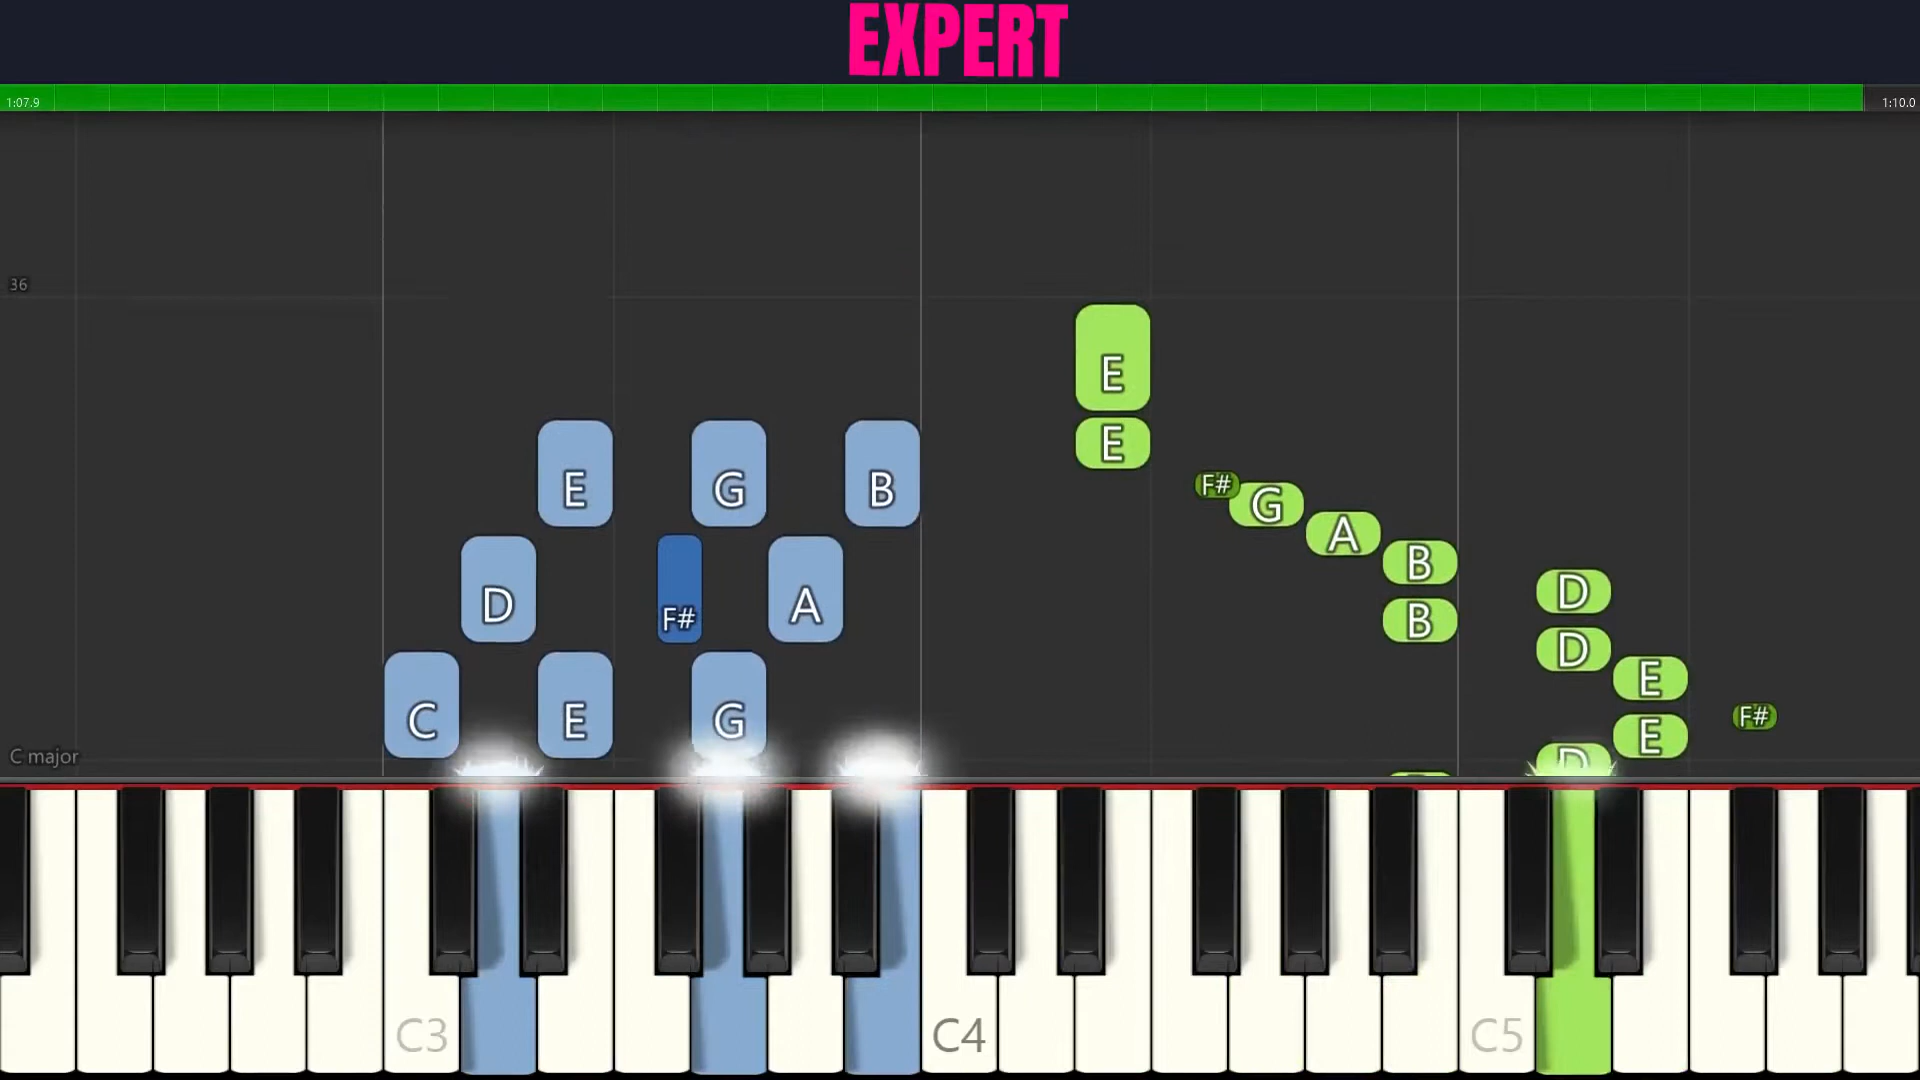 EXPERT
1:07.9 1:10.0
36
E
E G B E
F# G
D F# A A
B
D
B
D
C E G E
F#
E
C major D
C3 C4 C5